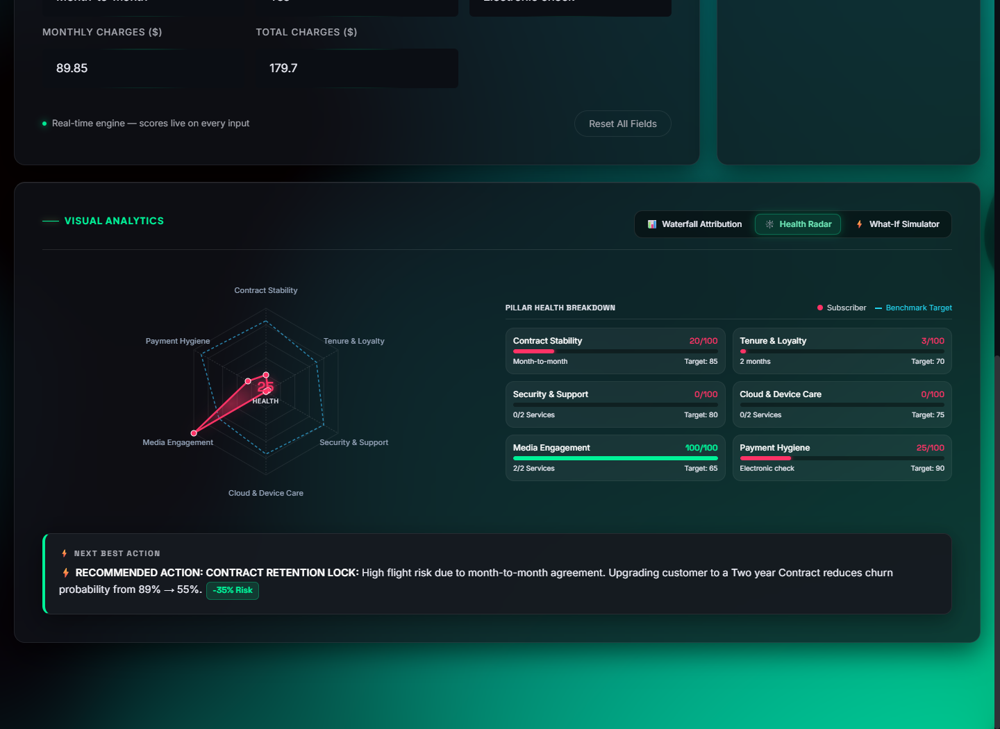 MONTHLY CHARGES ($)
TOTAL CHARGES ($)
89.85
179.7
Real-time engine — scores live on every input
Reset All Fields
VISUAL ANALYTICS
Waterfall Attribution
Health Radar
What-If Simulator
Contract Stability
Payment Hygiene
Tenure & Loyalty
25
HEALTH
Media Engagement
Security & Support
Cloud & Device Care
PILLAR HEALTH BREAKDOWN
Subscriber
Benchmark Target
Contract Stability 20/100
Month-to-month Target: 85
Tenure & Loyalty 3/100
2 months Target: 70
Security & Support 0/100
0/2 Services Target: 80
Cloud & Device Care 0/100
0/2 Services Target: 75
Media Engagement 100/100
2/2 Services Target: 65
Payment Hygiene 25/100
Electronic check Target: 90
NEXT BEST ACTION
RECOMMENDED ACTION: CONTRACT RETENTION LOCK: High flight risk due to month-to-month agreement. Upgrading customer to a Two year Contract reduces churn
probability from 89% → 55%. -35% Risk